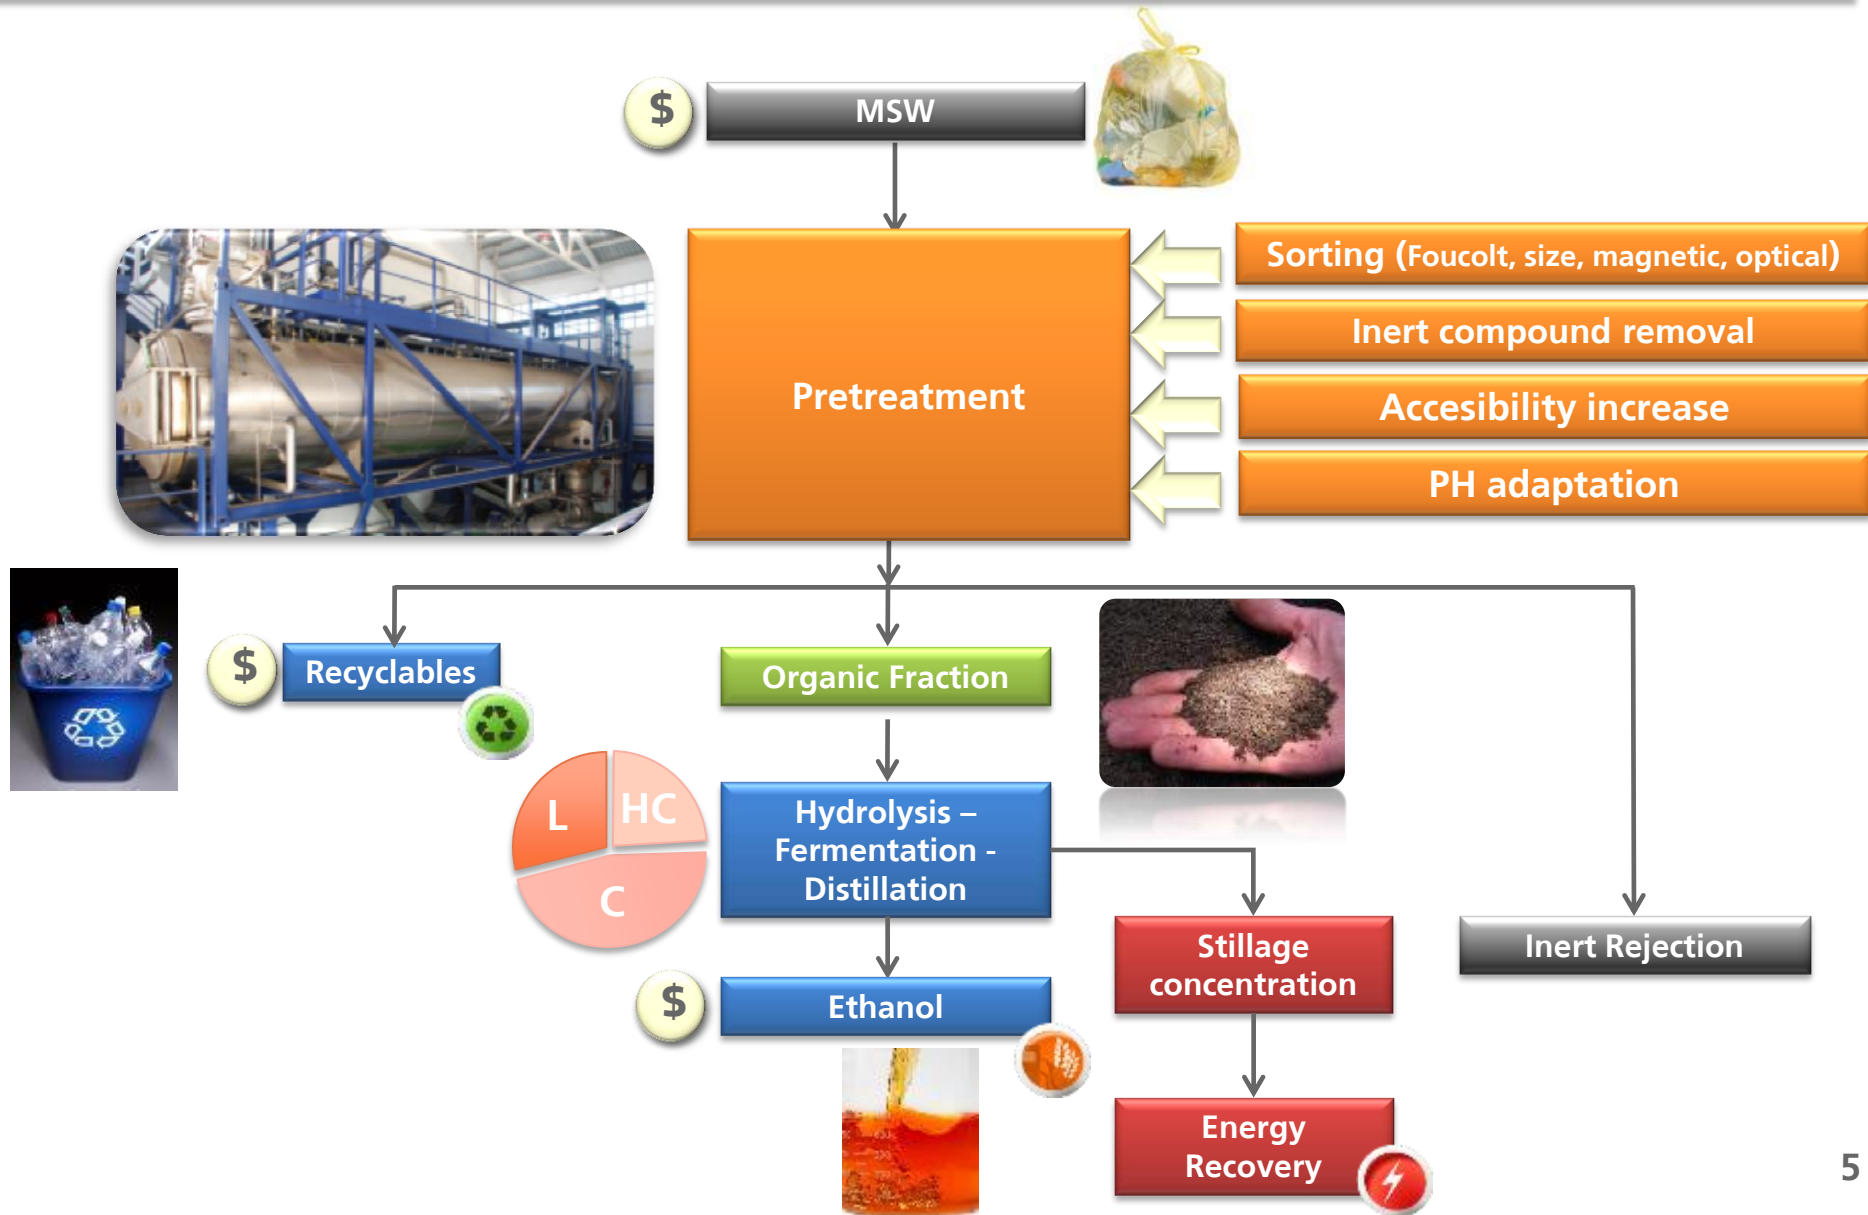 $
MSW
Sorting (Foucolt, size, magnetic, optical)
Inert compound removal
Pretreatment
Accesibility increase
PH adaptation
$
Recyclables
Organic Fraction
L
HC
C
Hydrolysis –
Fermentation -
Distillation
Stillage
concentration
Inert Rejection
$
Ethanol
Energy
Recovery
5